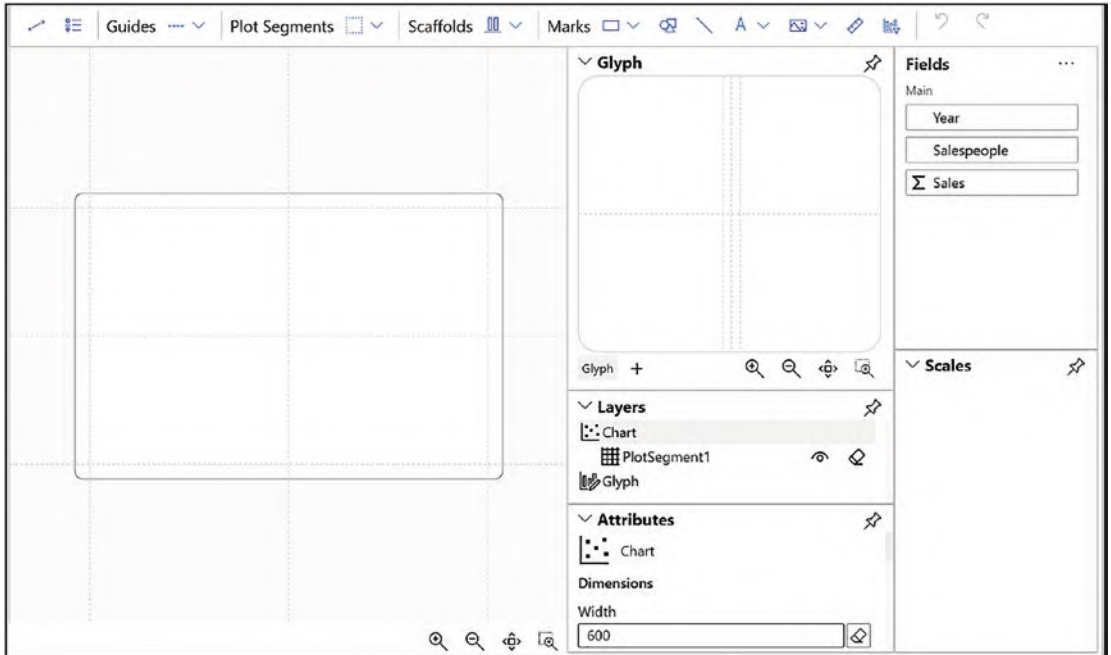 Guides Plot Segments Scaffolds Marks A
Glyph
Glyph +
Layers
Chart
PlotSegment1
Glyph
Attributes
Chart
Dimensions
Width
600
Fields ...
Main
Year
Salespeople
Σ Sales
Scales